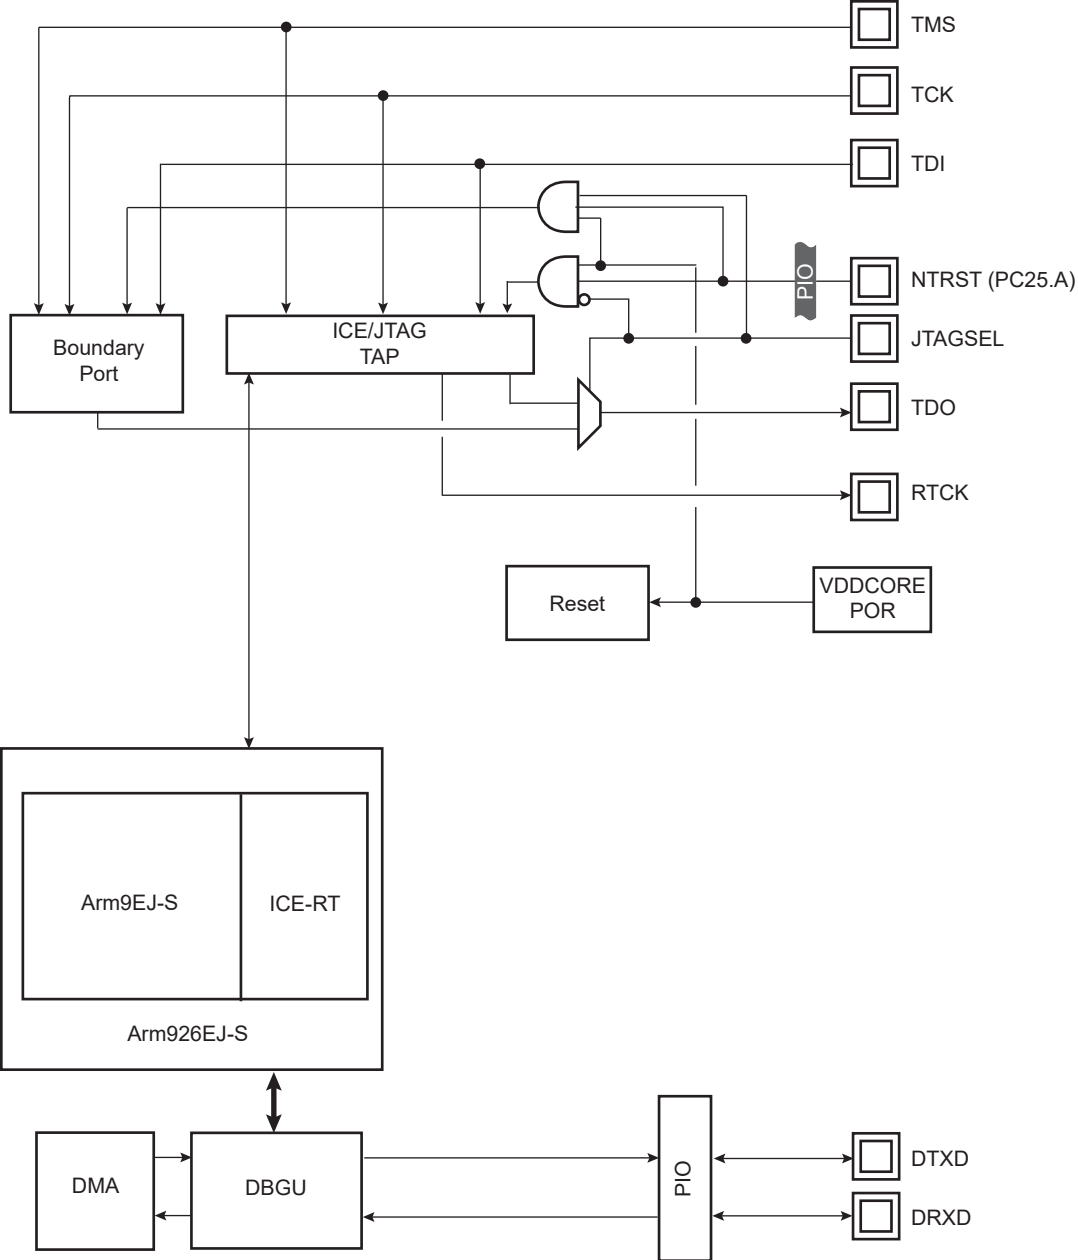 TMS
TCK
TDI
PIO
NTRST (PC25.A)
ICE/JTAG
TAP
Boundary
Port
JTAGSEL
TDO
RTCK
Reset
VDDCORE
POR
Arm9EJ-S
ICE-RT
Arm926EJ-S
DMA
DBGU
PIO
DTXD
DRXD